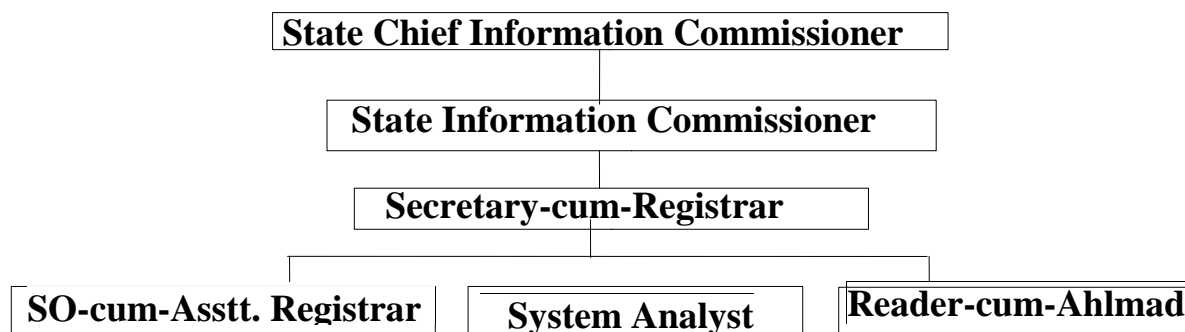 State Chief Information Commissioner
State Information Commissioner
Secretary-cum-Registrar
SO-cum-Asstt. Registrar
System Analyst
Reader-cum-Ahlmad